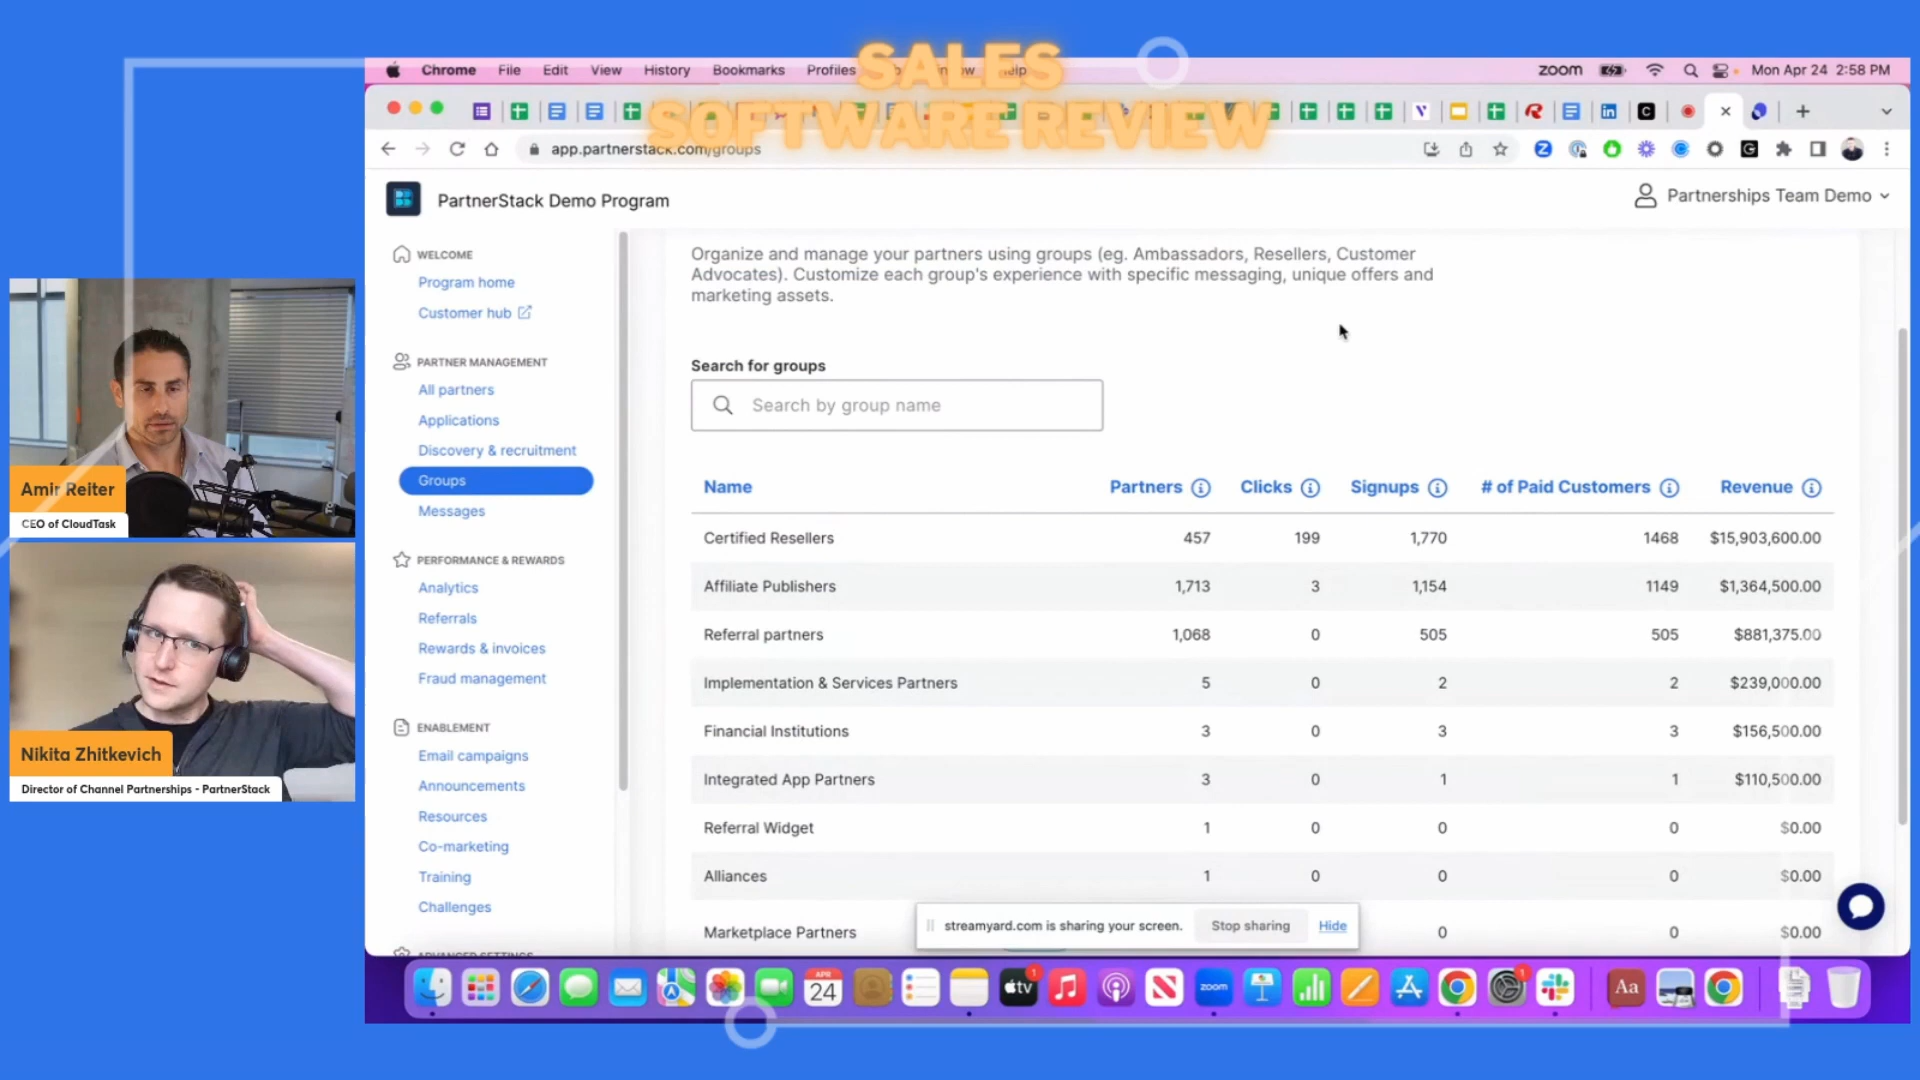 SALES
SOFTWARE REVIEW
Chrome File Edit View History Bookmarks Profiles
zoom Mon Apr 24 2:58 PM
app.partnerstack.com/groups
PartnerStack Demo Program
Partnerships Team Demo
WELCOME
Program home
Customer hub
PARTNER MANAGEMENT
All partners
Applications
Discovery & recruitment
Groups
Messages
PERFORMANCE & REWARDS
Analytics
Referrals
Rewards & invoices
Fraud management
ENABLEMENT
Email campaigns
Announcements
Resources
Co-marketing
Training
Challenges
ADVANCED SETTINGS
Organize and manage your partners using groups (eg. Ambassadors, Resellers, Customer
Advocates). Customize each group's experience with specific messaging, unique offers and
marketing assets.
Search for groups
Search by group name
Name Partners Clicks Signups # of Paid Customers Revenue
Certified Resellers 457 199 1,770 1468 $15,903,600.00
Affiliate Publishers 1,713 3 1,154 1149 $1,364,500.00
Referral partners 1,068 0 505 505 $881,375.00
Implementation & Services Partners 5 0 2 2 $239,000.00
Financial Institutions 3 0 3 3 $156,500.00
Integrated App Partners 3 0 1 1 $110,500.00
Referral Widget 1 0 0 0 $0.00
Alliances 1 0 0 0 $0.00
Marketplace Partners 0 0 $0.00
streamyard.com is sharing your screen. Stop sharing Hide
Amir Reiter
CEO of CloudTask
Nikita Zhitkevich
Director of Channel Partnerships - PartnerStack
APR
24
tv
1
zoom
1
Aa